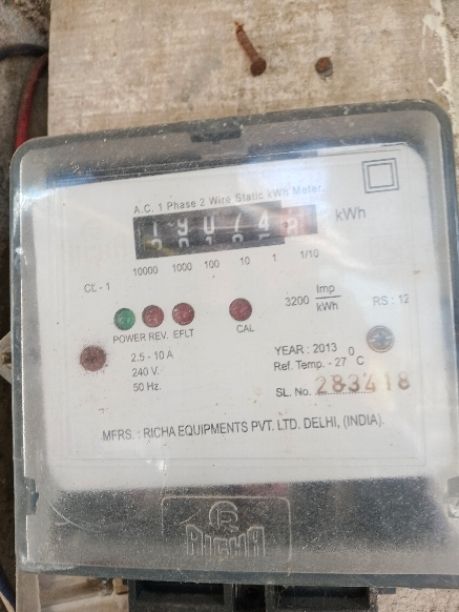 A.C. 1 Phase 2 Wire Static kWh Meter
kWh
10000 1000 100 10 1 1/10
CL - 1
3200 Imp/kWh
RS : 12
POWER REV. EFLT
CAL
2.5 - 10 A
240 V.
50 Hz.
YEAR : 2013
Ref. Temp. - 27 °C
SL. No. 283418
MFRS. : RICHA EQUIPMENTS PVT. LTD. DELHI, (INDIA).
RICHA